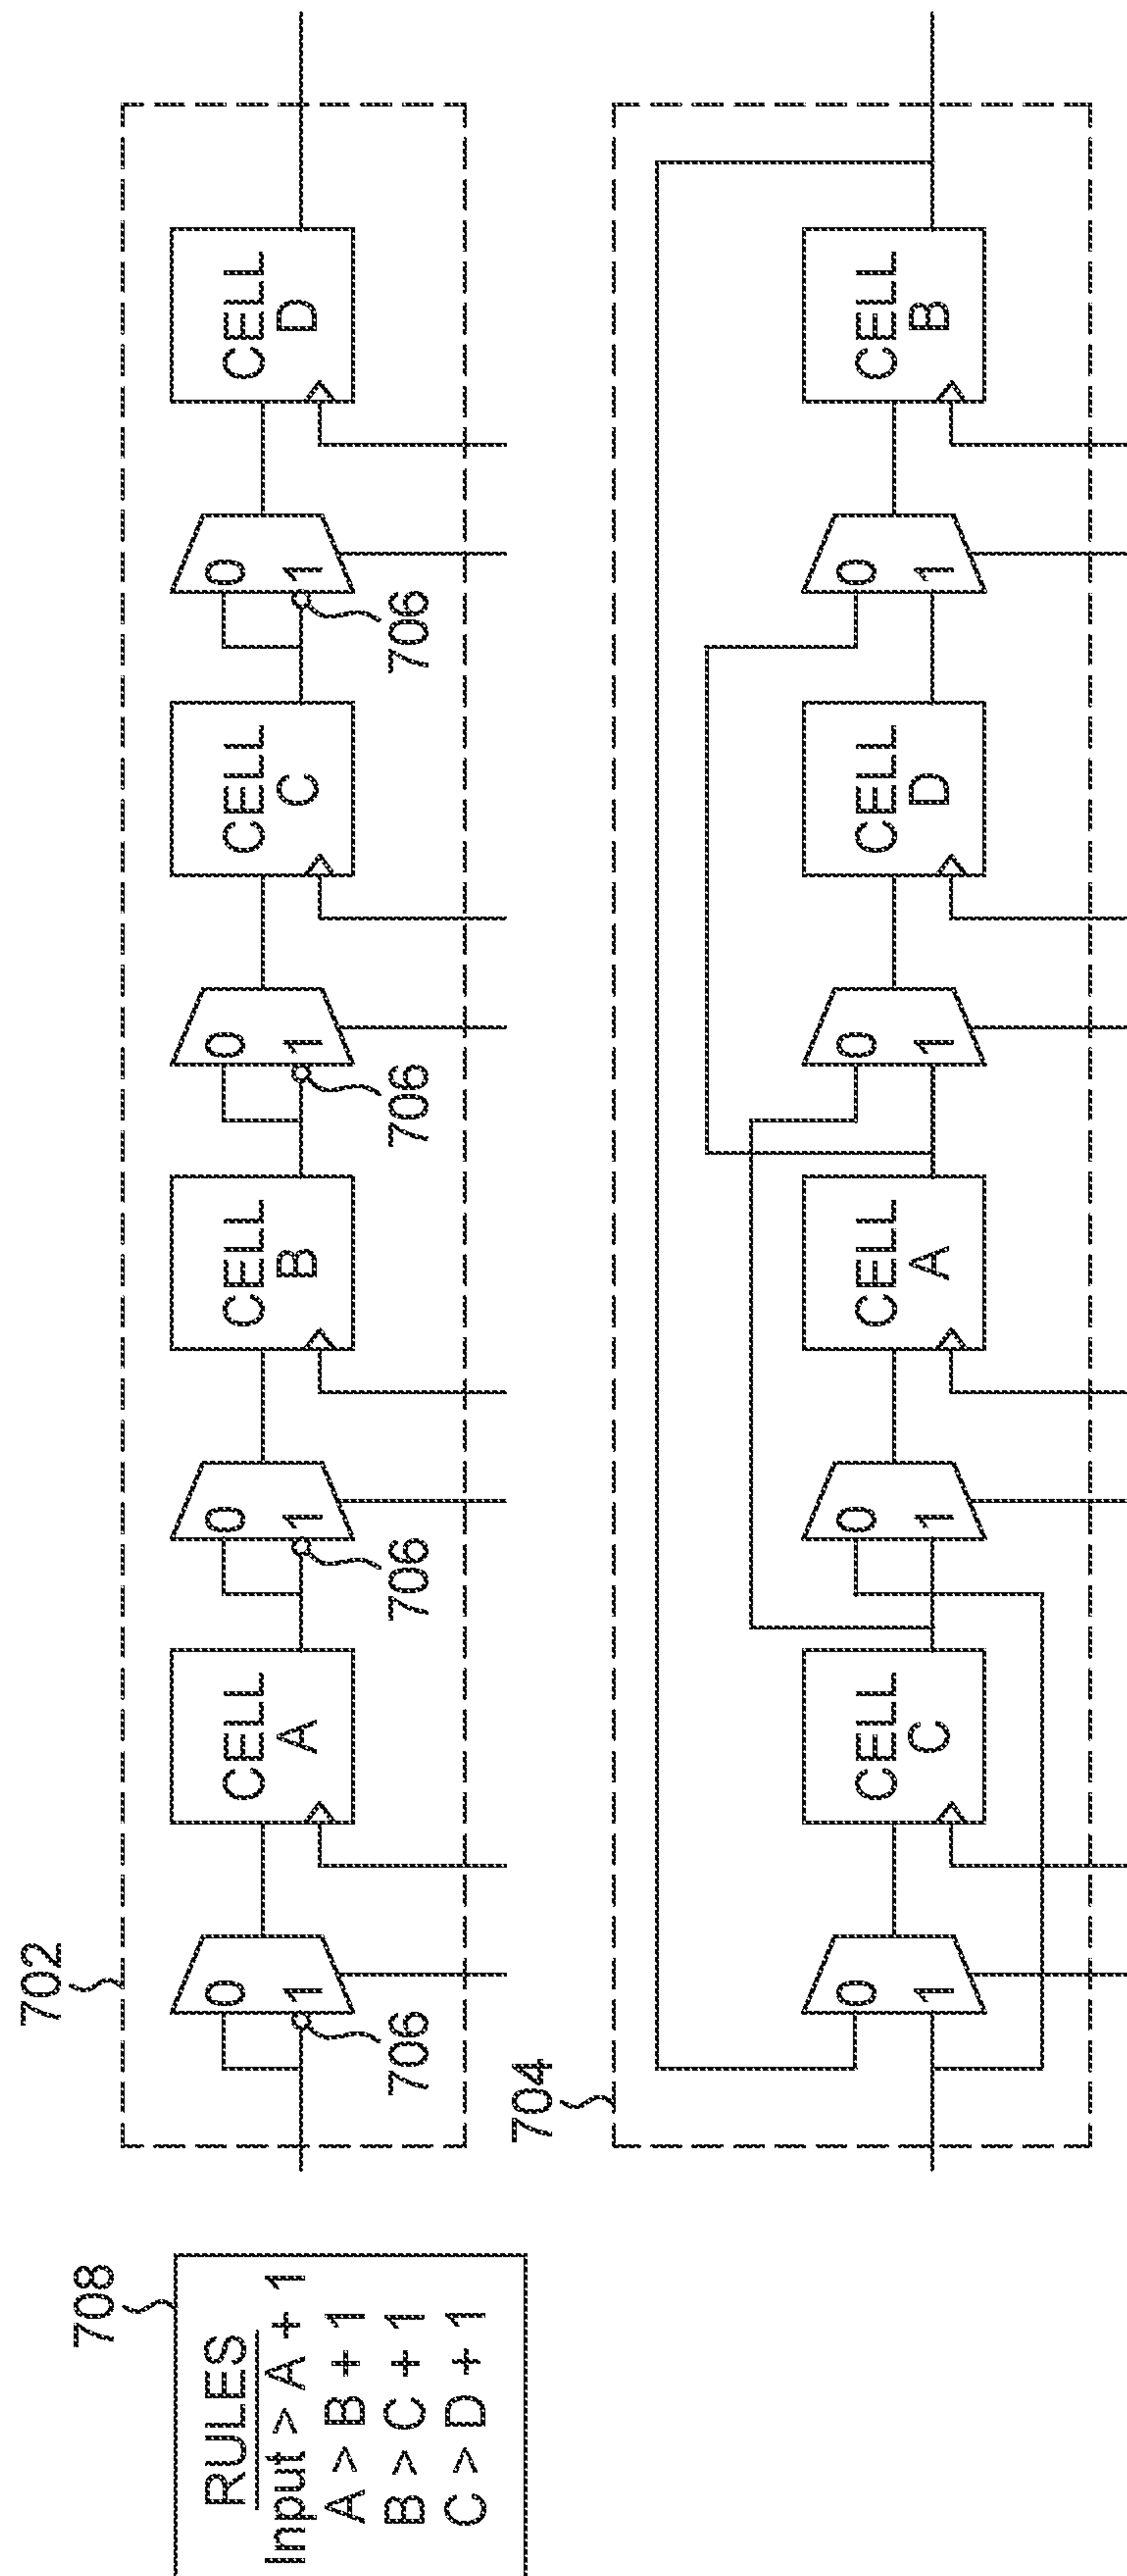 708
RULES
Input > A + 1
A > B + 1
B > C + 1
C > D + 1
702
0
1
706
CELL
A
0
1
706
CELL
B
0
1
706
CELL
C
0
1
706
CELL
D
704
0
1
CELL
C
0
1
CELL
A
0
1
CELL
D
0
1
CELL
B